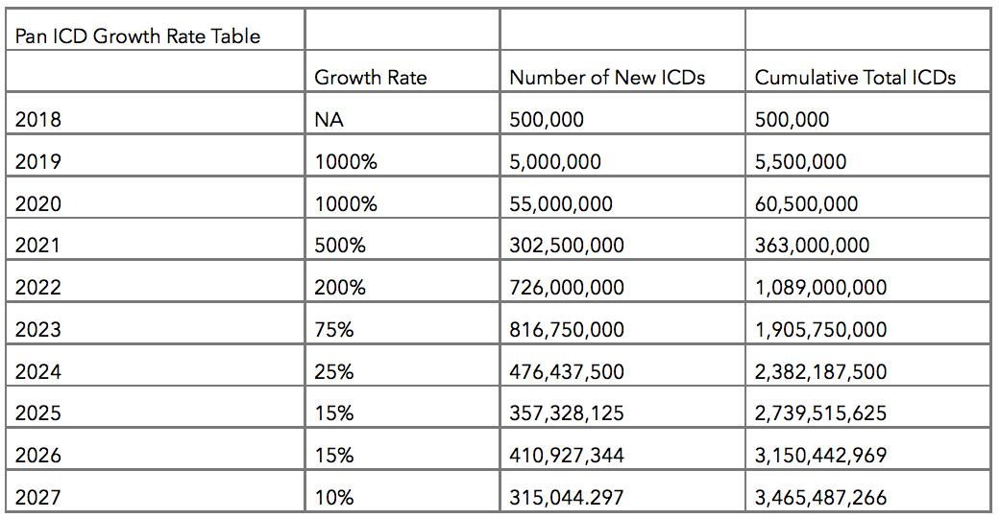 Pan ICD Growth Rate Table
Growth Rate Number of New ICDs Cumulative Total ICDs
2018 NA 500,000 500,000
2019 1000% 5,000,000 5,500,000
2020 1000% 55,000,000 60,500,000
2021 500% 302,500,000 363,000,000
2022 200% 726,000,000 1,089,000,000
2023 75% 816,750,000 1,905,750,000
2024 25% 476,437,500 2,382,187,500
2025 15% 357,328,125 2,739,515,625
2026 15% 410,927,344 3,150,442,969
2027 10% 315,044.297 3,465,487,266